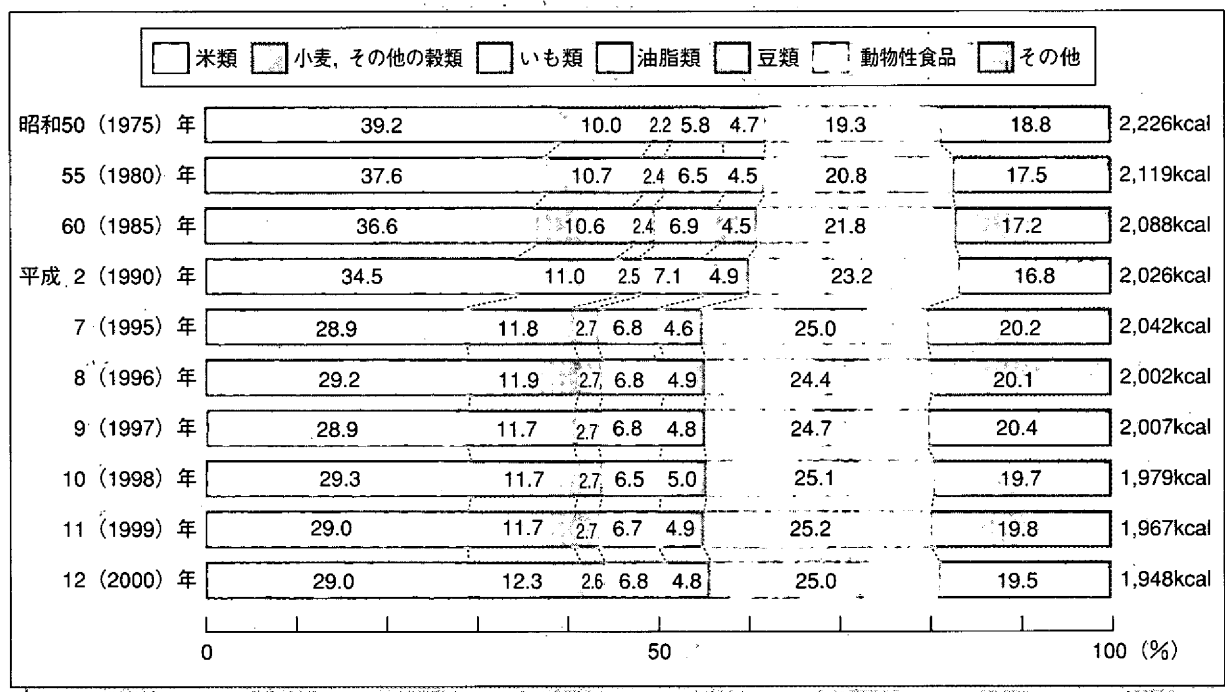 米類 小麦, その他の穀類 いも類 油脂類 豆類 動物性食品 その他
昭和50（1975）年 39.2 10.0 2.2 5.8 4.7 19.3 18.8 2,226kcal
55（1980）年 37.6 10.7 2.4 6.5 4.5 20.8 17.5 2,119kcal
60（1985）年 36.6 10.6 2.4 6.9 4.5 21.8 17.2 2,088kcal
平成 2（1990）年 34.5 11.0 2.5 7.1 4.9 23.2 16.8 2,026kcal
7（1995）年 28.9 11.8 2.7 6.8 4.6 25.0 20.2 2,042kcal
8（1996）年 29.2 11.9 2.7 6.8 4.9 24.4 20.1 2,002kcal
9（1997）年 28.9 11.7 2.7 6.8 4.8 24.7 20.4 2,007kcal
10（1998）年 29.3 11.7 2.7 6.5 5.0 25.1 19.7 1,979kcal
11（1999）年 29.0 11.7 2.7 6.7 4.9 25.2 19.8 1,967kcal
12（2000）年 29.0 12.3 2.6 6.8 4.8 25.0 19.5 1,948kcal
0 50 100（%）